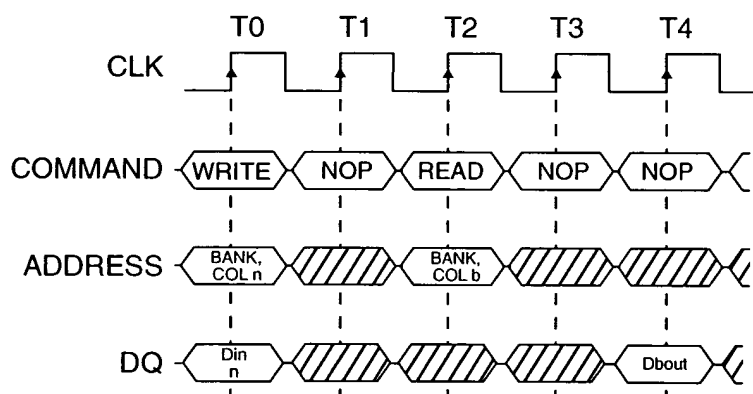 T0 T1 T2 T3 T4
CLK
COMMAND WRITE NOP READ NOP NOP
ADDRESS BANK, COL n BANK, COL b
DQ Din n Dbout